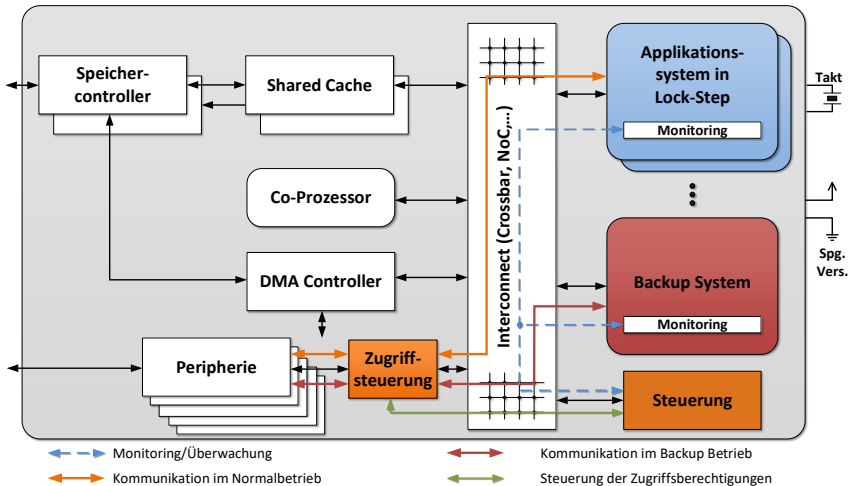 Speicher-
controller
Shared Cache
Co-Prozessor
DMA Controller
Peripherie
Zugriff-
steuerung
Interconnect (Crossbar, NoC,...)
Applikations-
system in
Lock-Step
Monitoring
Backup System
Monitoring
Steuerung
Takt
Spg.
Vers.
Monitoring/Überwachung
Kommunikation im Backup Betrieb
Kommunikation im Normalbetrieb
Steuerung der Zugriffsberechtigungen